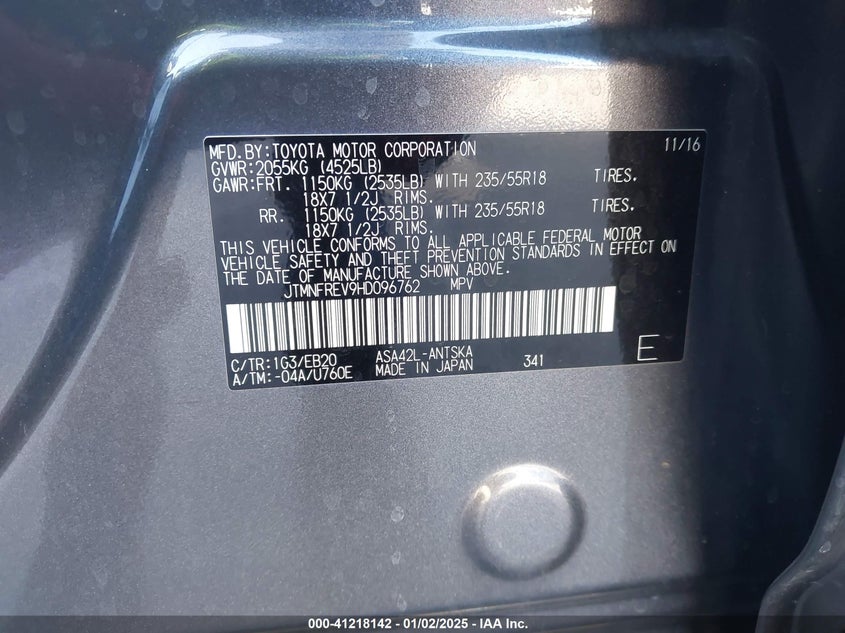 MFD.BY:TOYOTA MOTOR CORPORATION 11/16
GVWR:2055KG (4525LB)
GAWR:FRT. 1150KG (2535LB) WITH 235/55R18 TIRES.
18X7 1/2J RIMS.
RR. 1150KG (2535LB) WITH 235/55R18 TIRES.
18X7 1/2J RIMS.
THIS VEHICLE CONFORMS TO ALL APPLICABLE FEDERAL MOTOR
VEHICLE SAFETY AND THEFT PREVENTION STANDARDS IN EFFECT ON
THE DATE OF MANUFACTURE SHOWN ABOVE.
JTMNFREV9HD096762 MPV
C/TR:1G3/EB20 ASA42L-ANTSKA 341 E
A/TM:-04A/U760E MADE IN JAPAN
000-41218142 - 01/02/2025 - © IAA Inc.